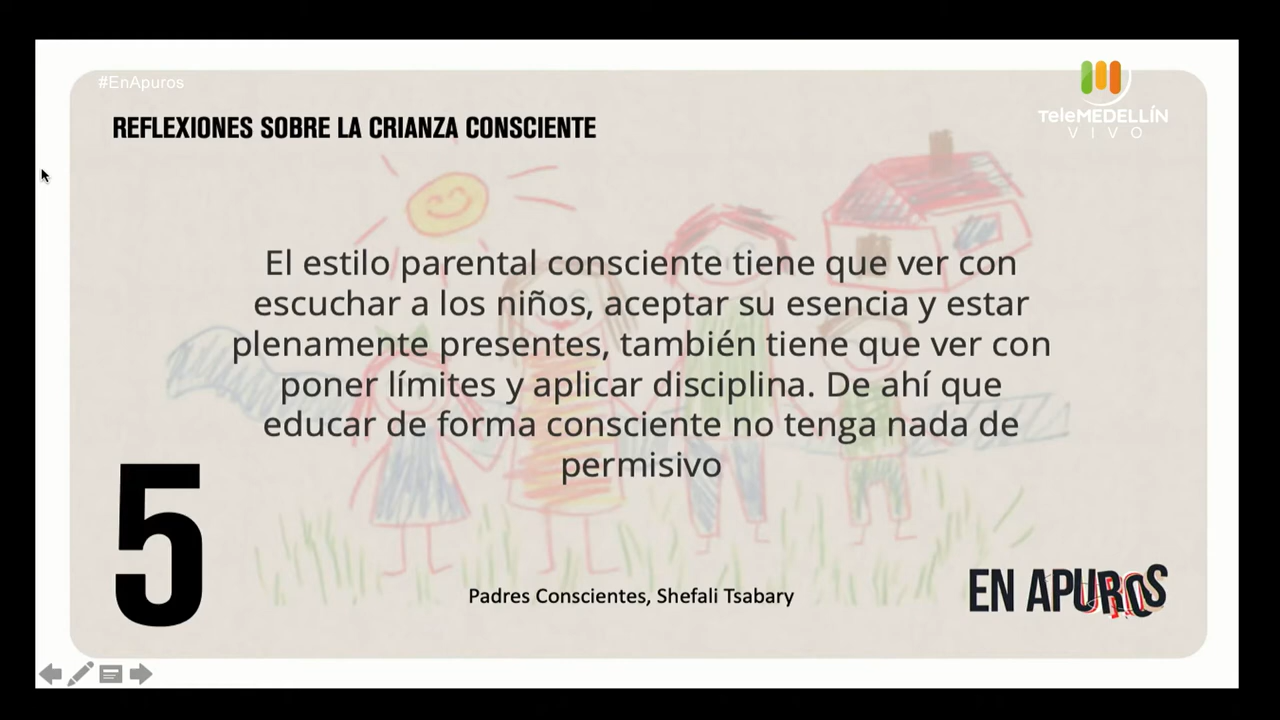 #EnApuros
TeleMEDELLÍN
VIVO
REFLEXIONES SOBRE LA CRIANZA CONSCIENTE
El estilo parental consciente tiene que ver con
escuchar a los niños, aceptar su esencia y estar
plenamente presentes, también tiene que ver con
poner límites y aplicar disciplina. De ahí que
educar de forma consciente no tenga nada de
permisivo
5
Padres Conscientes, Shefali Tsabary
EN APUROS